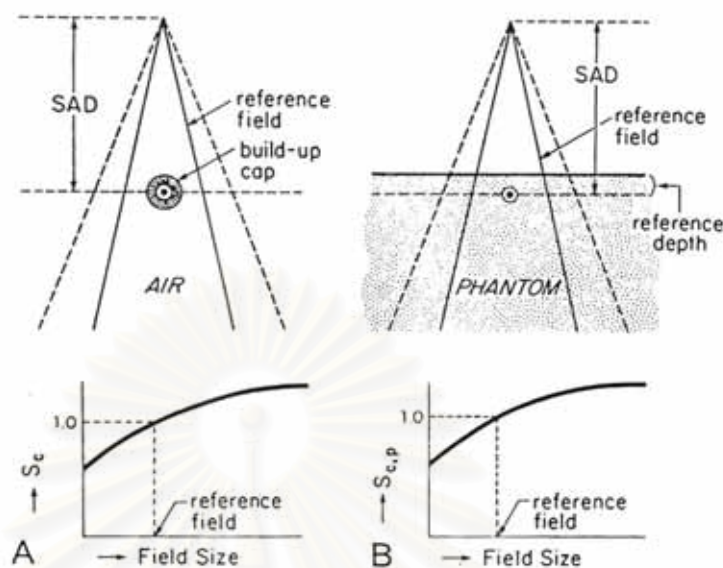 SAD
reference
field
build-up
cap
AIR
SAD
reference
field
reference
depth
PHANTOM
1.0
Sc
reference
field
A
Field Size
1.0
Sc,p
reference
field
B
Field Size